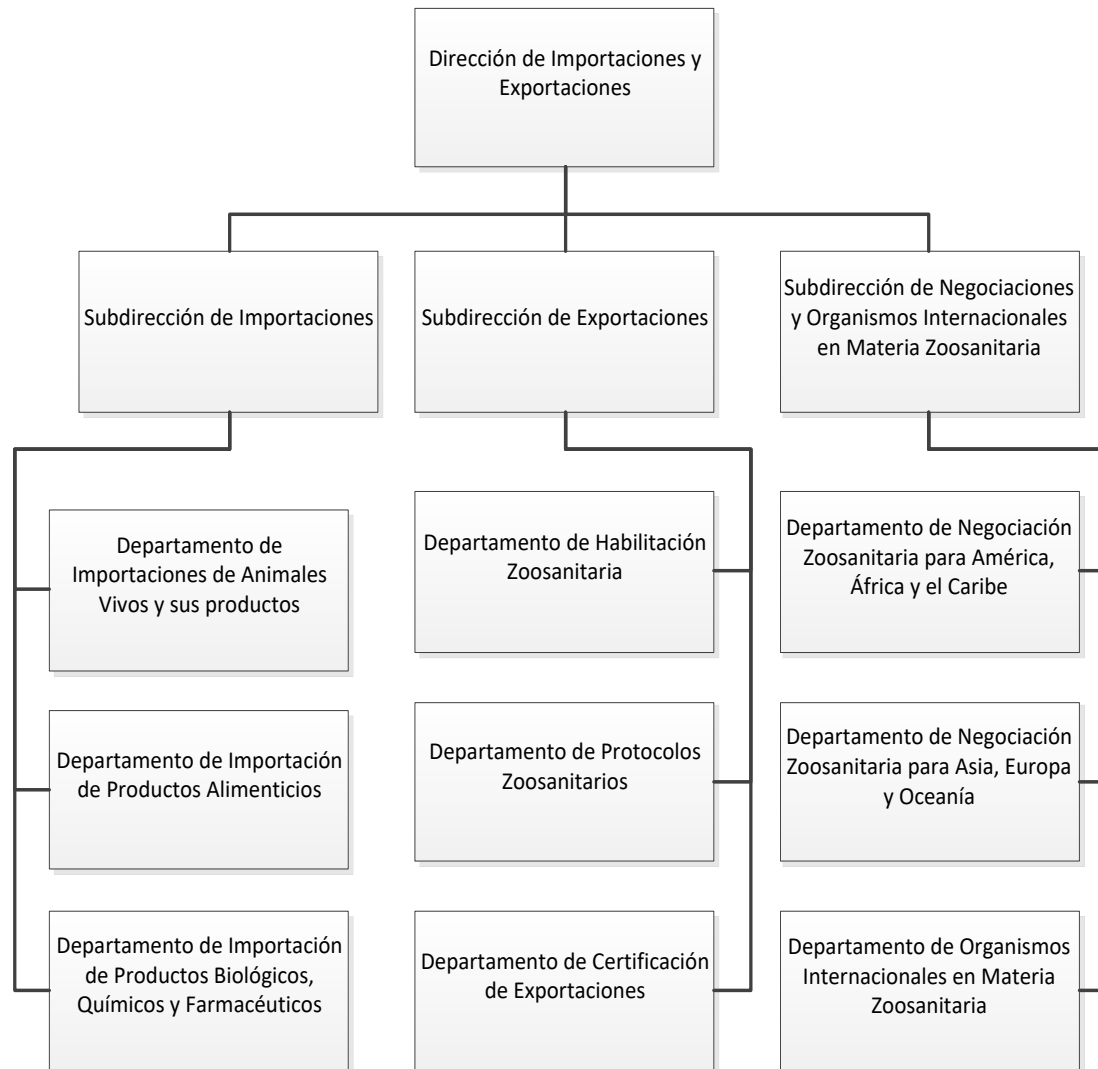 Dirección de Importaciones y
Exportaciones
Subdirección de Importaciones
Subdirección de Exportaciones
Subdirección de Negociaciones
y Organismos Internacionales
en Materia Zoosanitaria
Departamento de
Importaciones de Animales
Vivos y sus productos
Departamento de Habilitación
Zoosanitaria
Departamento de Negociación
Zoosanitaria para América,
África y el Caribe
Departamento de Importación
de Productos Alimenticios
Departamento de Protocolos
Zoosanitarios
Departamento de Negociación
Zoosanitaria para Asia, Europa
y Oceanía
Departamento de Importación
de Productos Biológicos,
Químicos y Farmacéuticos
Departamento de Certificación
de Exportaciones
Departamento de Organismos
Internacionales en Materia
Zoosanitaria